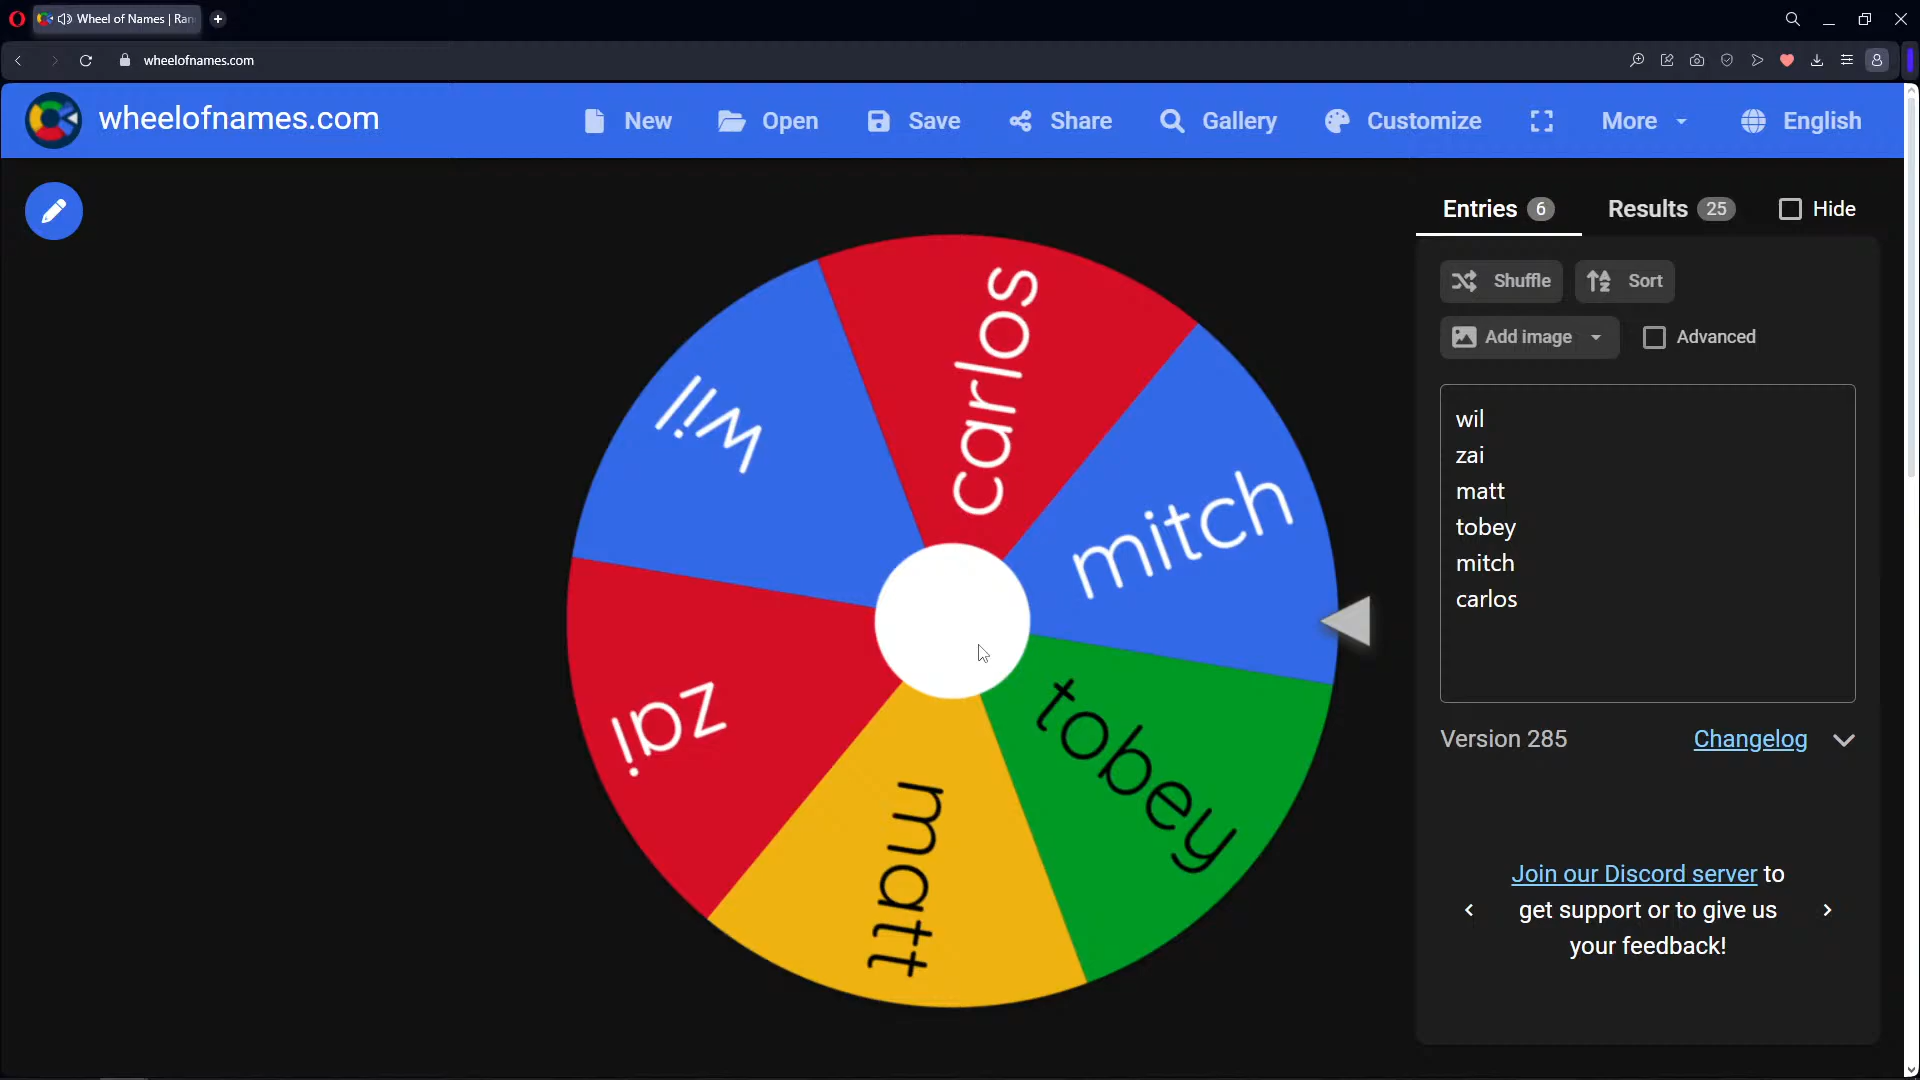 Wheel of Names | Ran
wheelofnames.com
wheelofnames.com
New
Open
Save
Share
Gallery
Customize
More
English
Entries 6
Results 25
Hide
Shuffle
Sort
Add image
Advanced
wil
zai
matt
tobey
mitch
carlos
Version 285
Changelog
Join our Discord server to
get support or to give us
your feedback!
carlos
mitch
tobey
matt
zai
wil